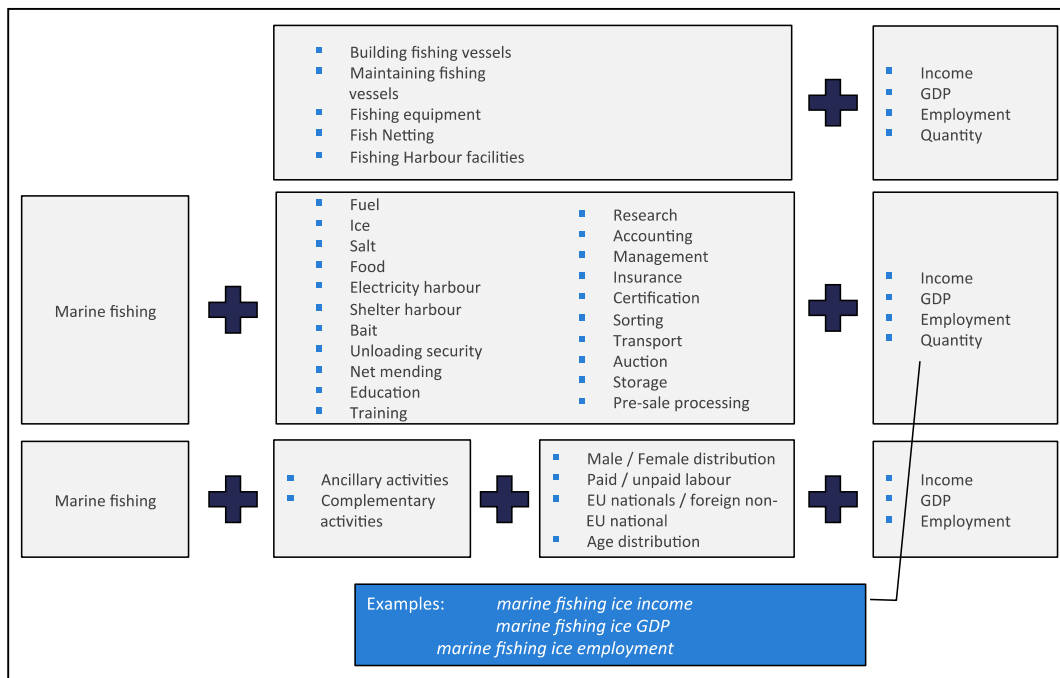 Building fishing vessels
Maintaining fishing
vessels
Fishing equipment
Fish Netting
Fishing Harbour facilities
Income
GDP
Employment
Quantity
Marine fishing
Fuel
Ice
Salt
Food
Electricity harbour
Shelter harbour
Bait
Unloading security
Net mending
Education
Training
Research
Accounting
Management
Insurance
Certification
Sorting
Transport
Auction
Storage
Pre-sale processing
Income
GDP
Employment
Quantity
Marine fishing
Ancillary activities
Complementary
activities
Male / Female distribution
Paid / unpaid labour
EU nationals / foreign non-
EU national
Age distribution
Income
GDP
Employment
Examples: marine fishing ice income
marine fishing ice GDP
marine fishing ice employment